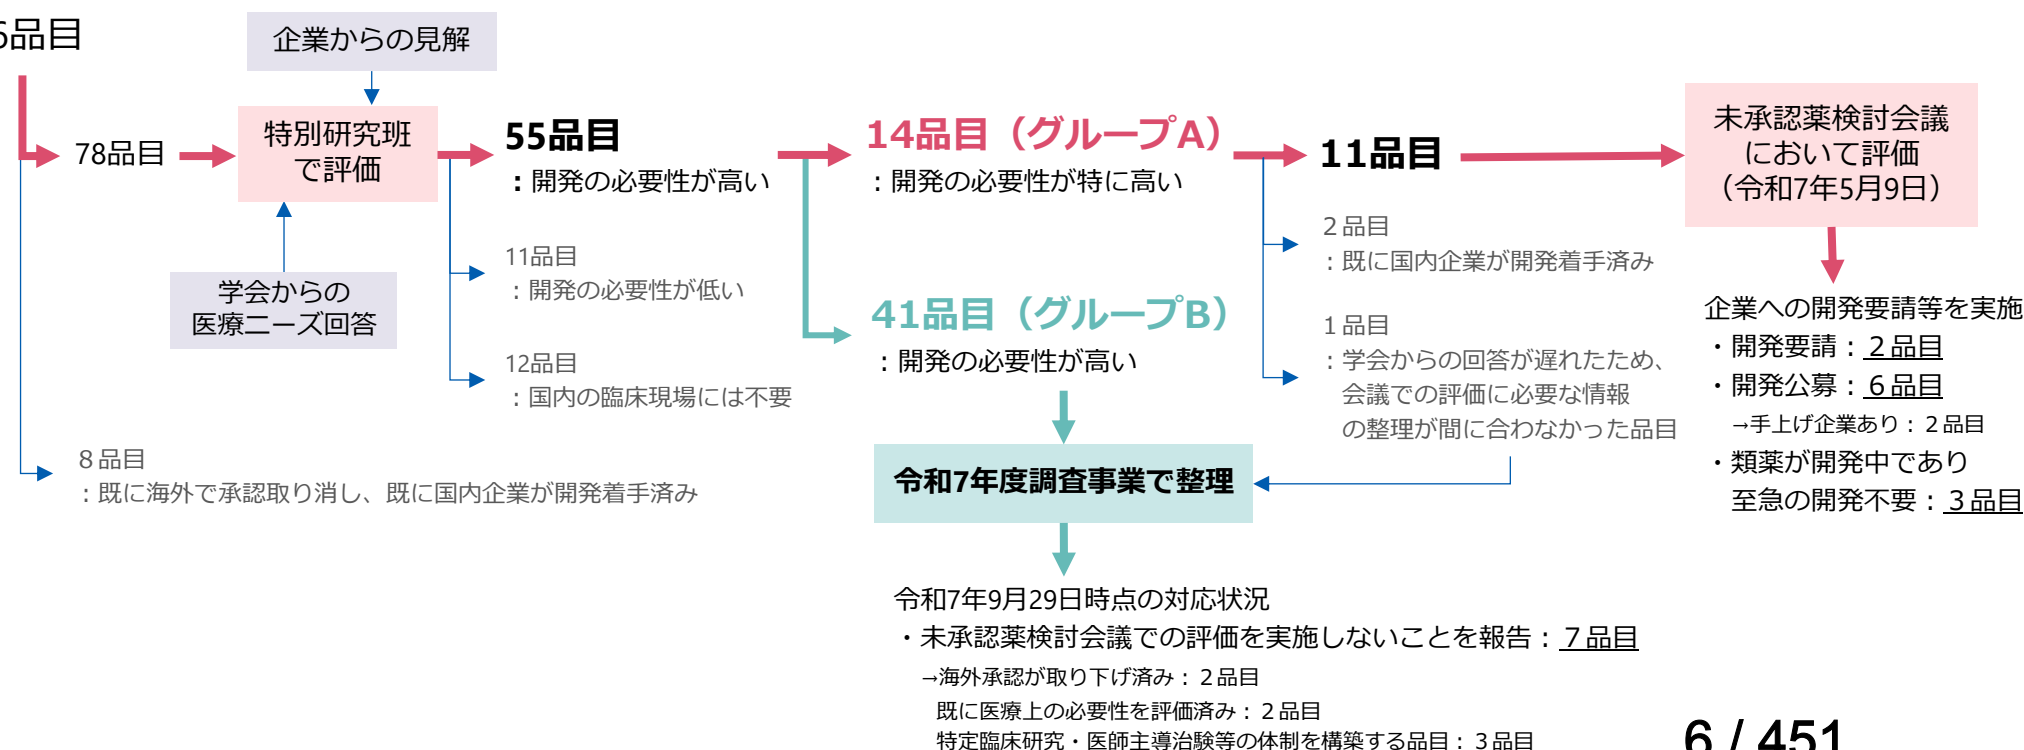 6品目
企業からの見解
78品目
特別研究班
で評価
学会からの
医療ニーズ回答
8品目
：既に海外で承認取り消し、既に国内企業が開発着手済み
55品目
：開発の必要性が高い
11品目
：開発の必要性が低い
12品目
：国内の臨床現場には不要
14品目（グループA）
：開発の必要性が特に高い
41品目（グループB）
：開発の必要性が高い
11品目
２品目
：既に国内企業が開発着手済み
１品目
：学会からの回答が遅れたため、
会議での評価に必要な情報
の整理が間に合わなかった品目
令和7年度調査事業で整理
令和7年9月29日時点の対応状況
・未承認薬検討会議での評価を実施しないことを報告：７品目
→海外承認が取り下げ済み：２品目
既に医療上の必要性を評価済み：２品目
特定臨床研究・医師主導治験等の体制を構築する品目：３品目
未承認薬検討会議
において評価
（令和7年5月9日）
企業への開発要請等を実施
・開発要請：２品目
・開発公募：６品目
→手上げ企業あり：２品目
・類薬が開発中であり
至急の開発不要：３品目
6 / 451